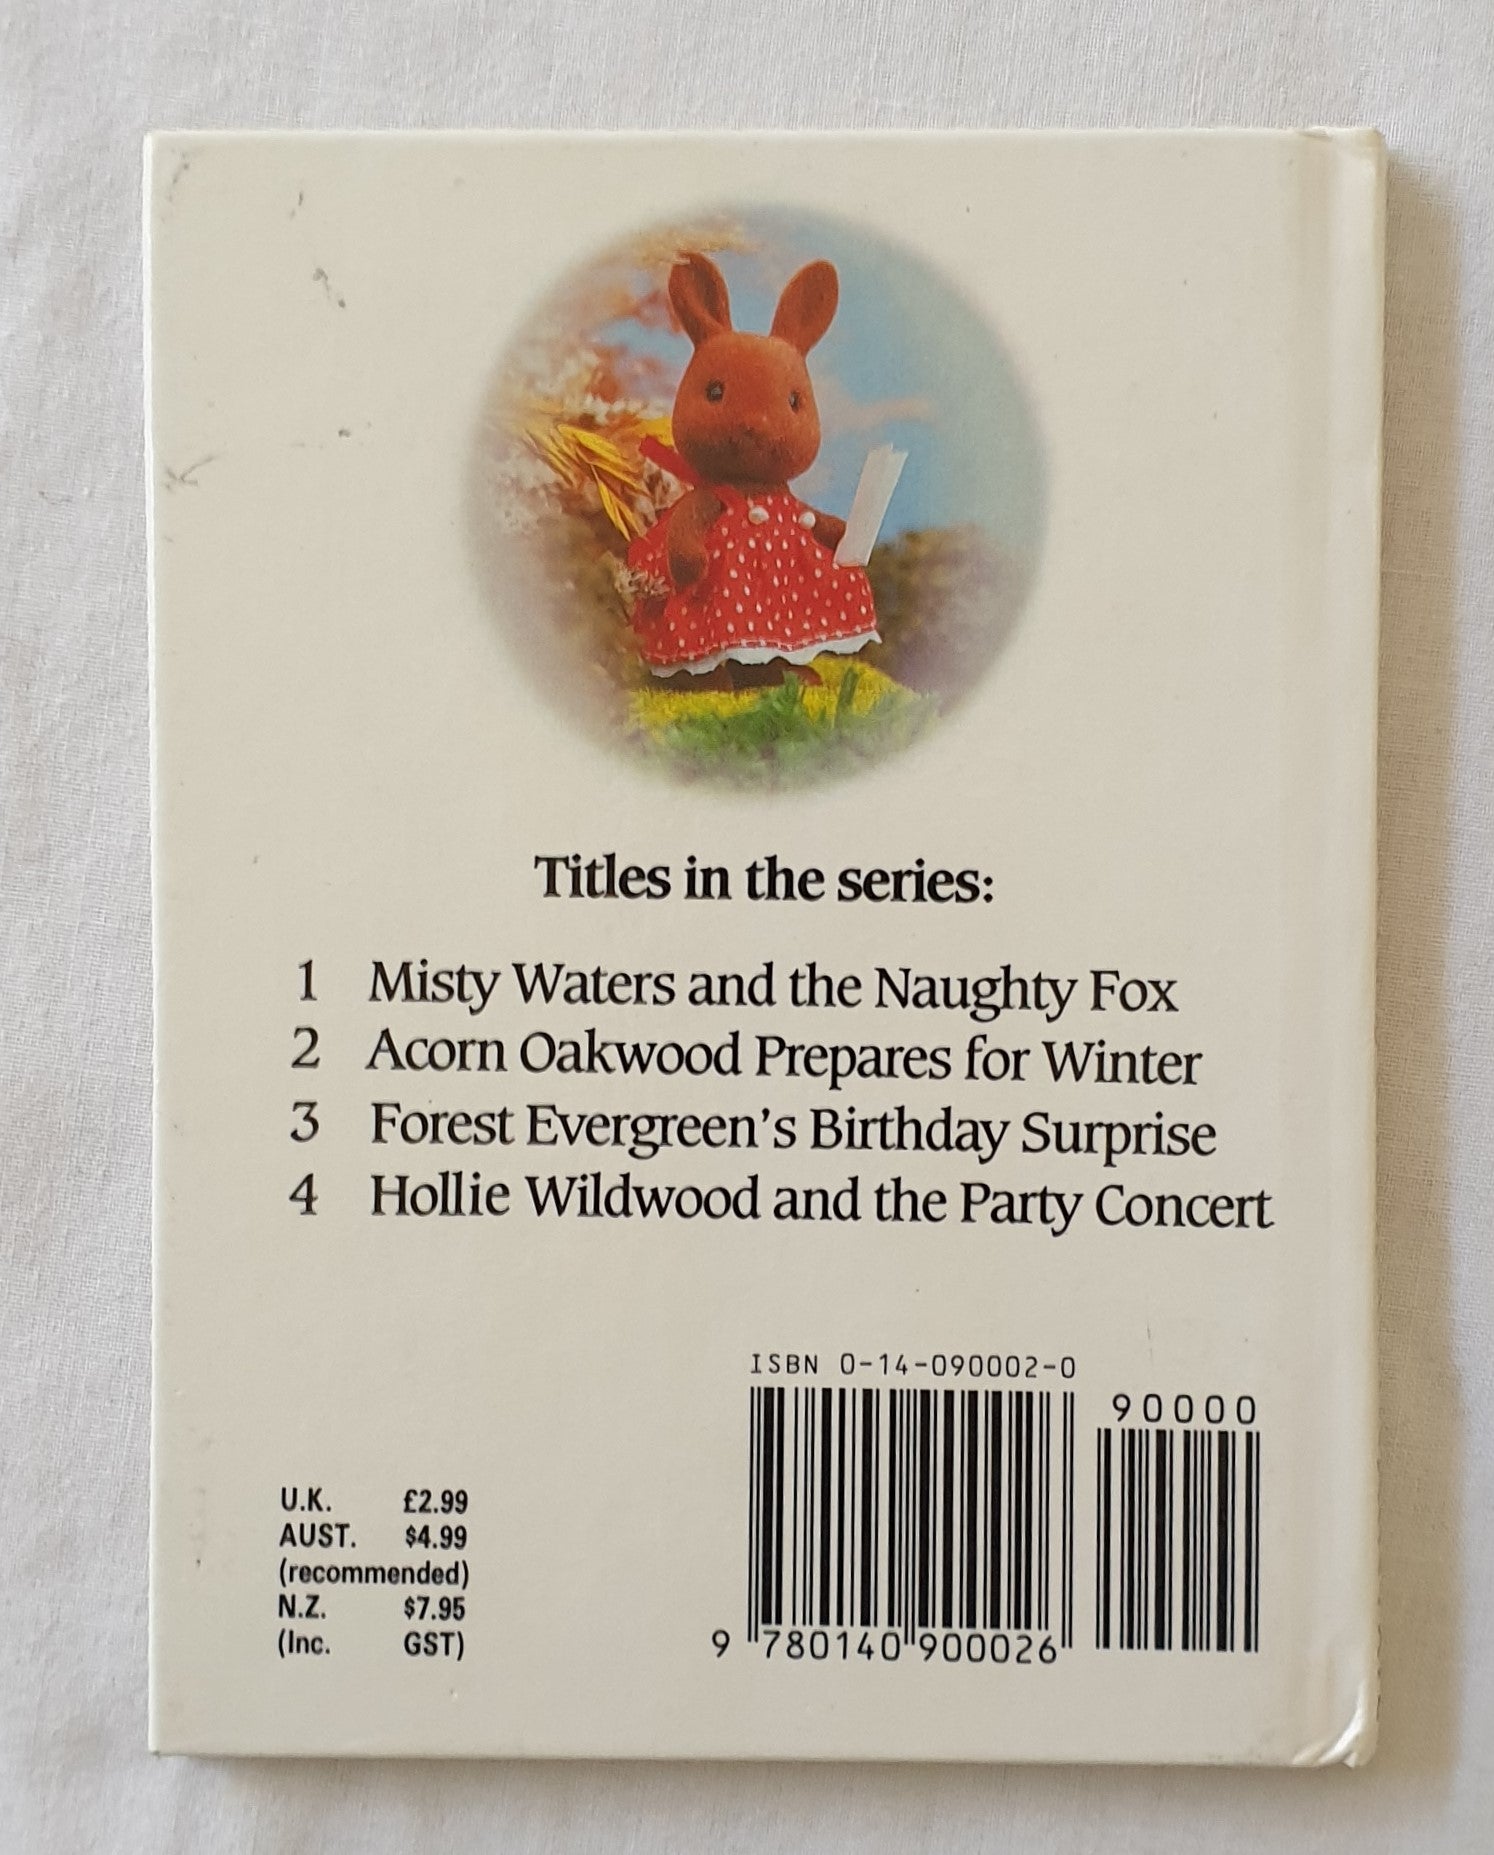 Titles in the series:
1 Misty Waters and the Naughty Fox
2 Acorn Oakwood Prepares for Winter
3 Forest Evergreen's Birthday Surprise
4 Hollie Wildwood and the Party Concert
ISBN 0-14-090002-0
90000
9 780140 900026
U.K. £2.99
AUST. $4.99
(recommended)
N.Z. $7.95
(Inc. GST)